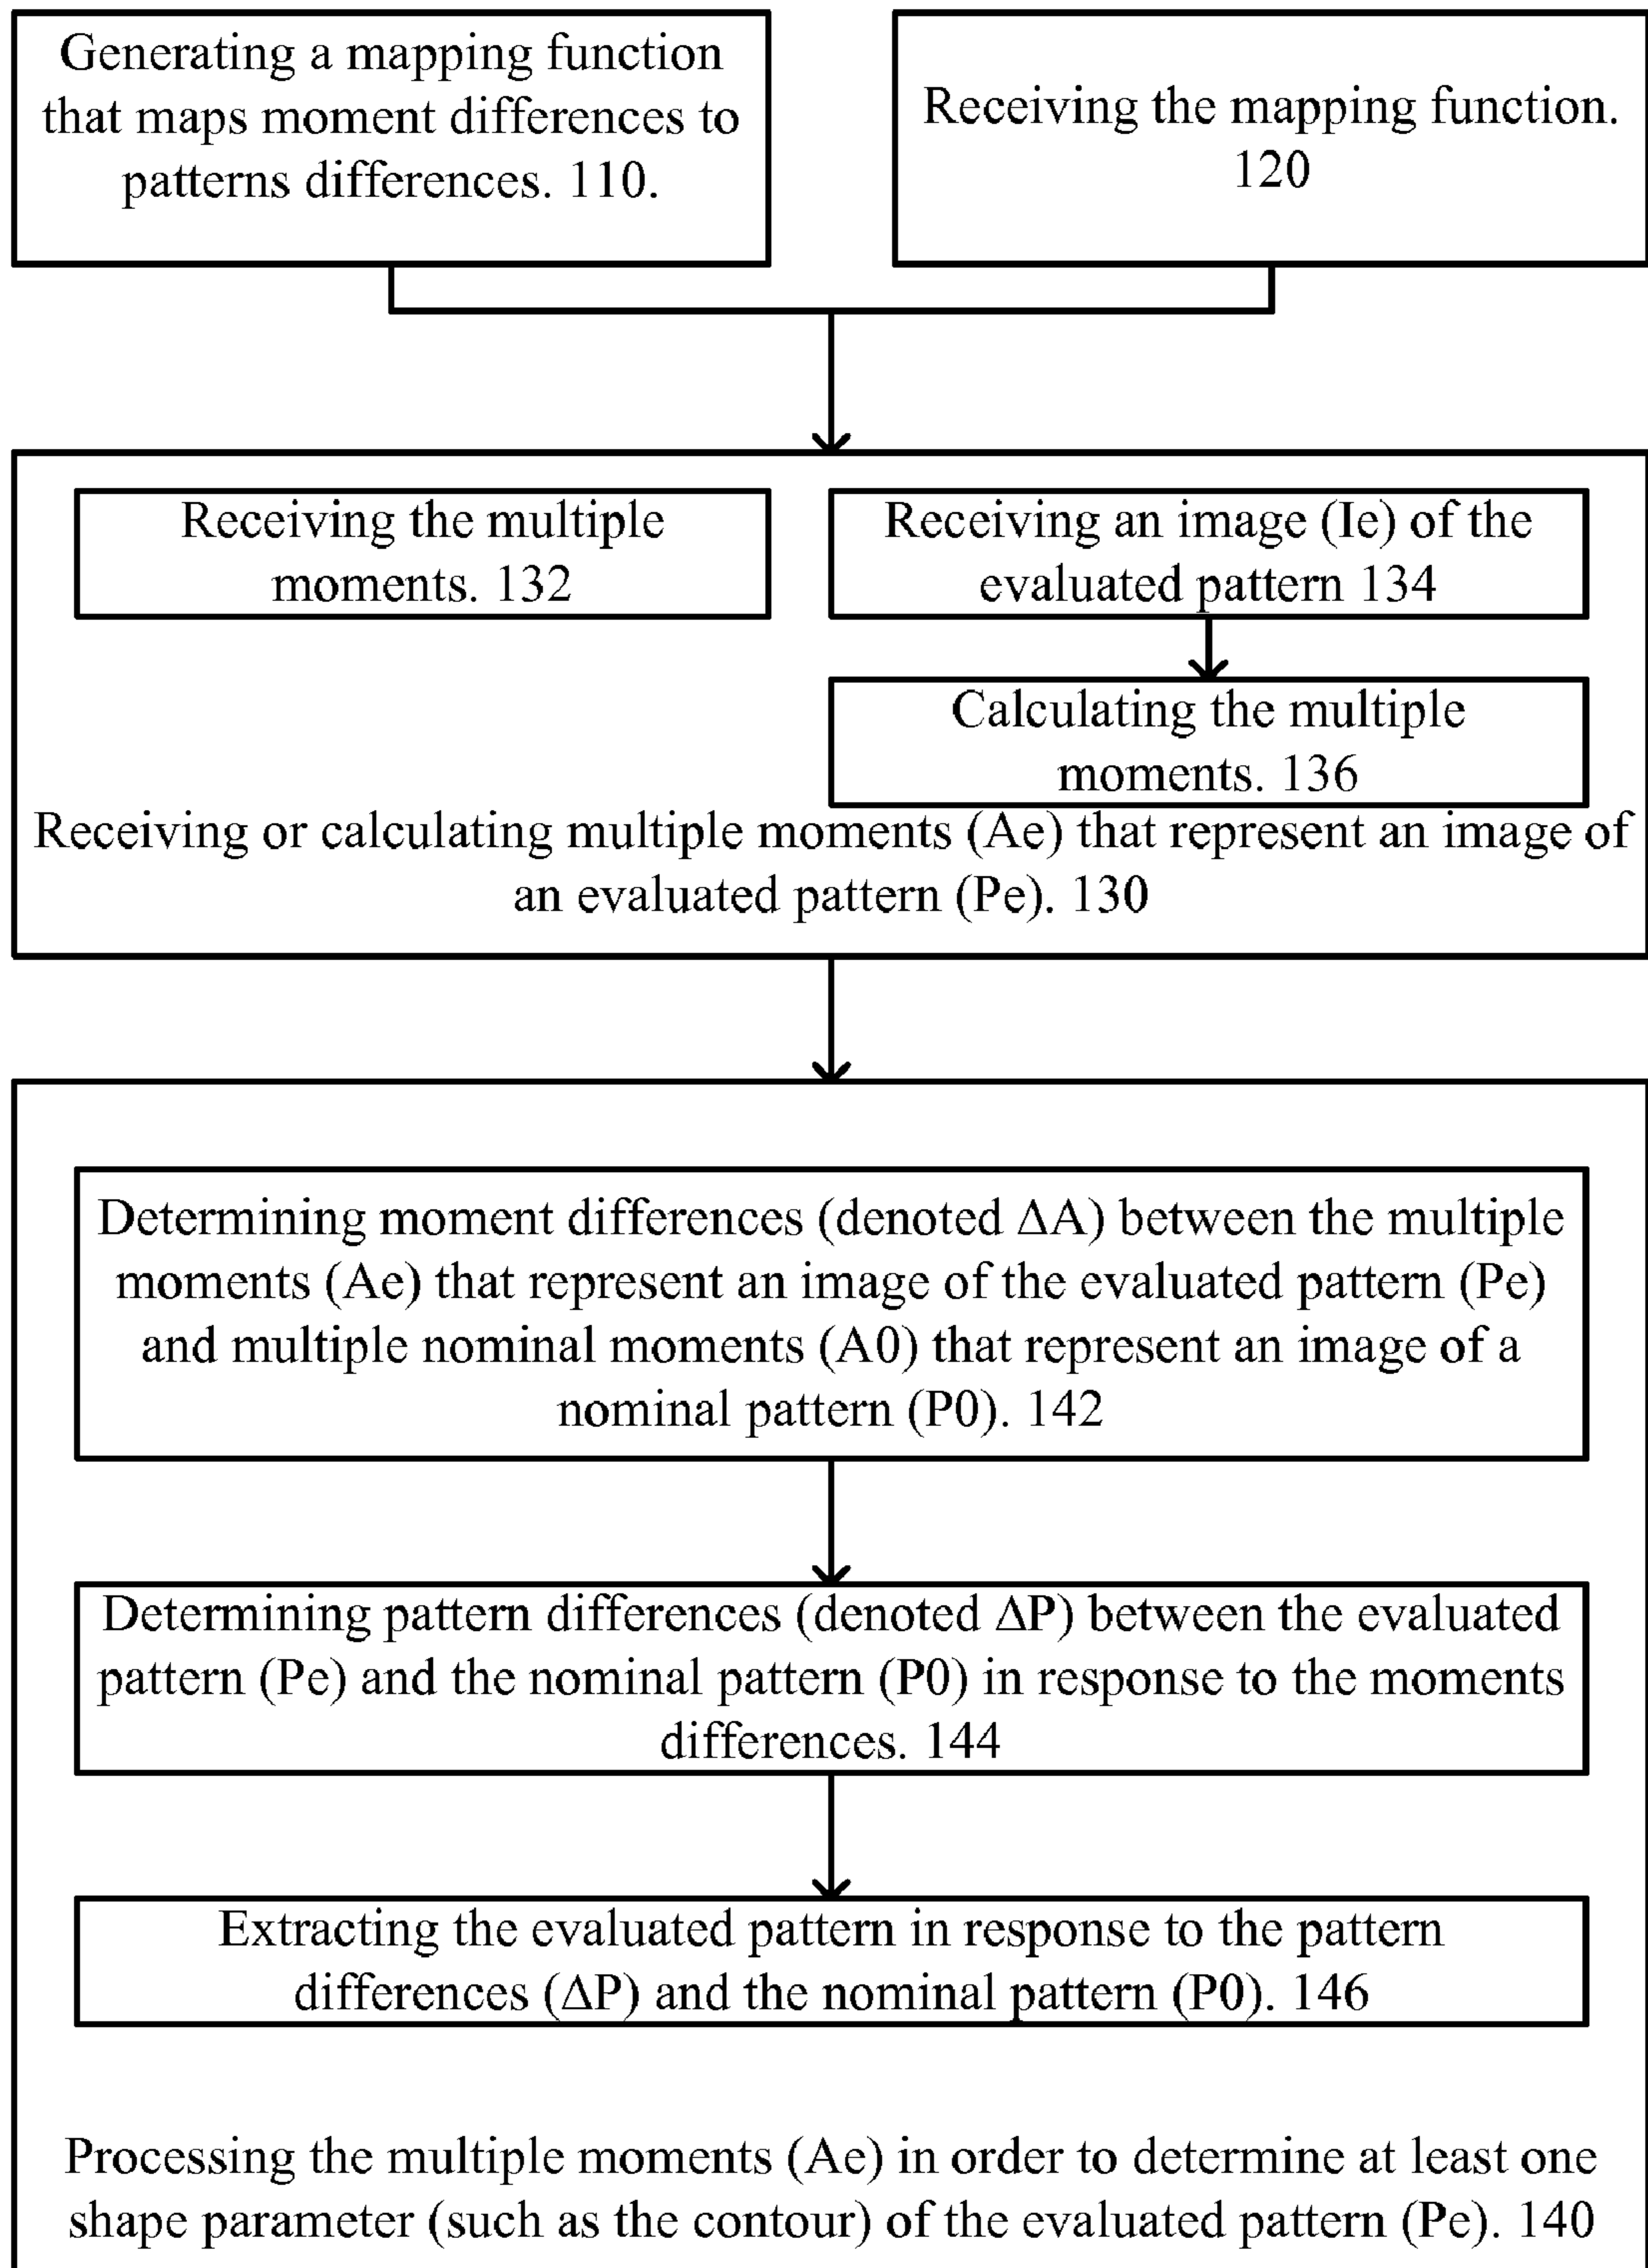 Generating a mapping function
that maps moment differences to
patterns differences. 110.
Receiving the mapping function.
120
Receiving the multiple
moments. 132
Receiving an image (Ie) of the
evaluated pattern 134
Calculating the multiple
moments. 136
Receiving or calculating multiple moments (Ae) that represent an image of
an evaluated pattern (Pe). 130
Determining moment differences (denoted ΔA) between the multiple
moments (Ae) that represent an image of the evaluated pattern (Pe)
and multiple nominal moments (A0) that represent an image of a
nominal pattern (P0). 142
Determining pattern differences (denoted ΔP) between the evaluated
pattern (Pe) and the nominal pattern (P0) in response to the moments
differences. 144
Extracting the evaluated pattern in response to the pattern
differences (ΔP) and the nominal pattern (P0). 146
Processing the multiple moments (Ae) in order to determine at least one
shape parameter (such as the contour) of the evaluated pattern (Pe). 140